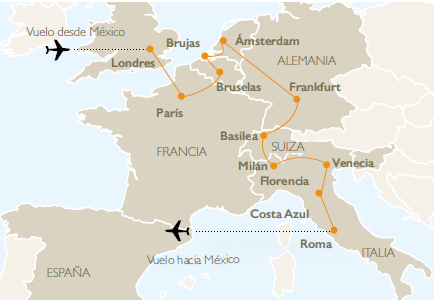 Vuelo desde México
Londres
Brujas
Ámsterdam
ALEMANIA
Bruselas
Frankfurt
París
FRANCIA
Basilea
SUIZA
Milán
Venecia
Florencia
Costa Azul
Roma
ITALIA
Vuelo hacia México
ESPAÑA